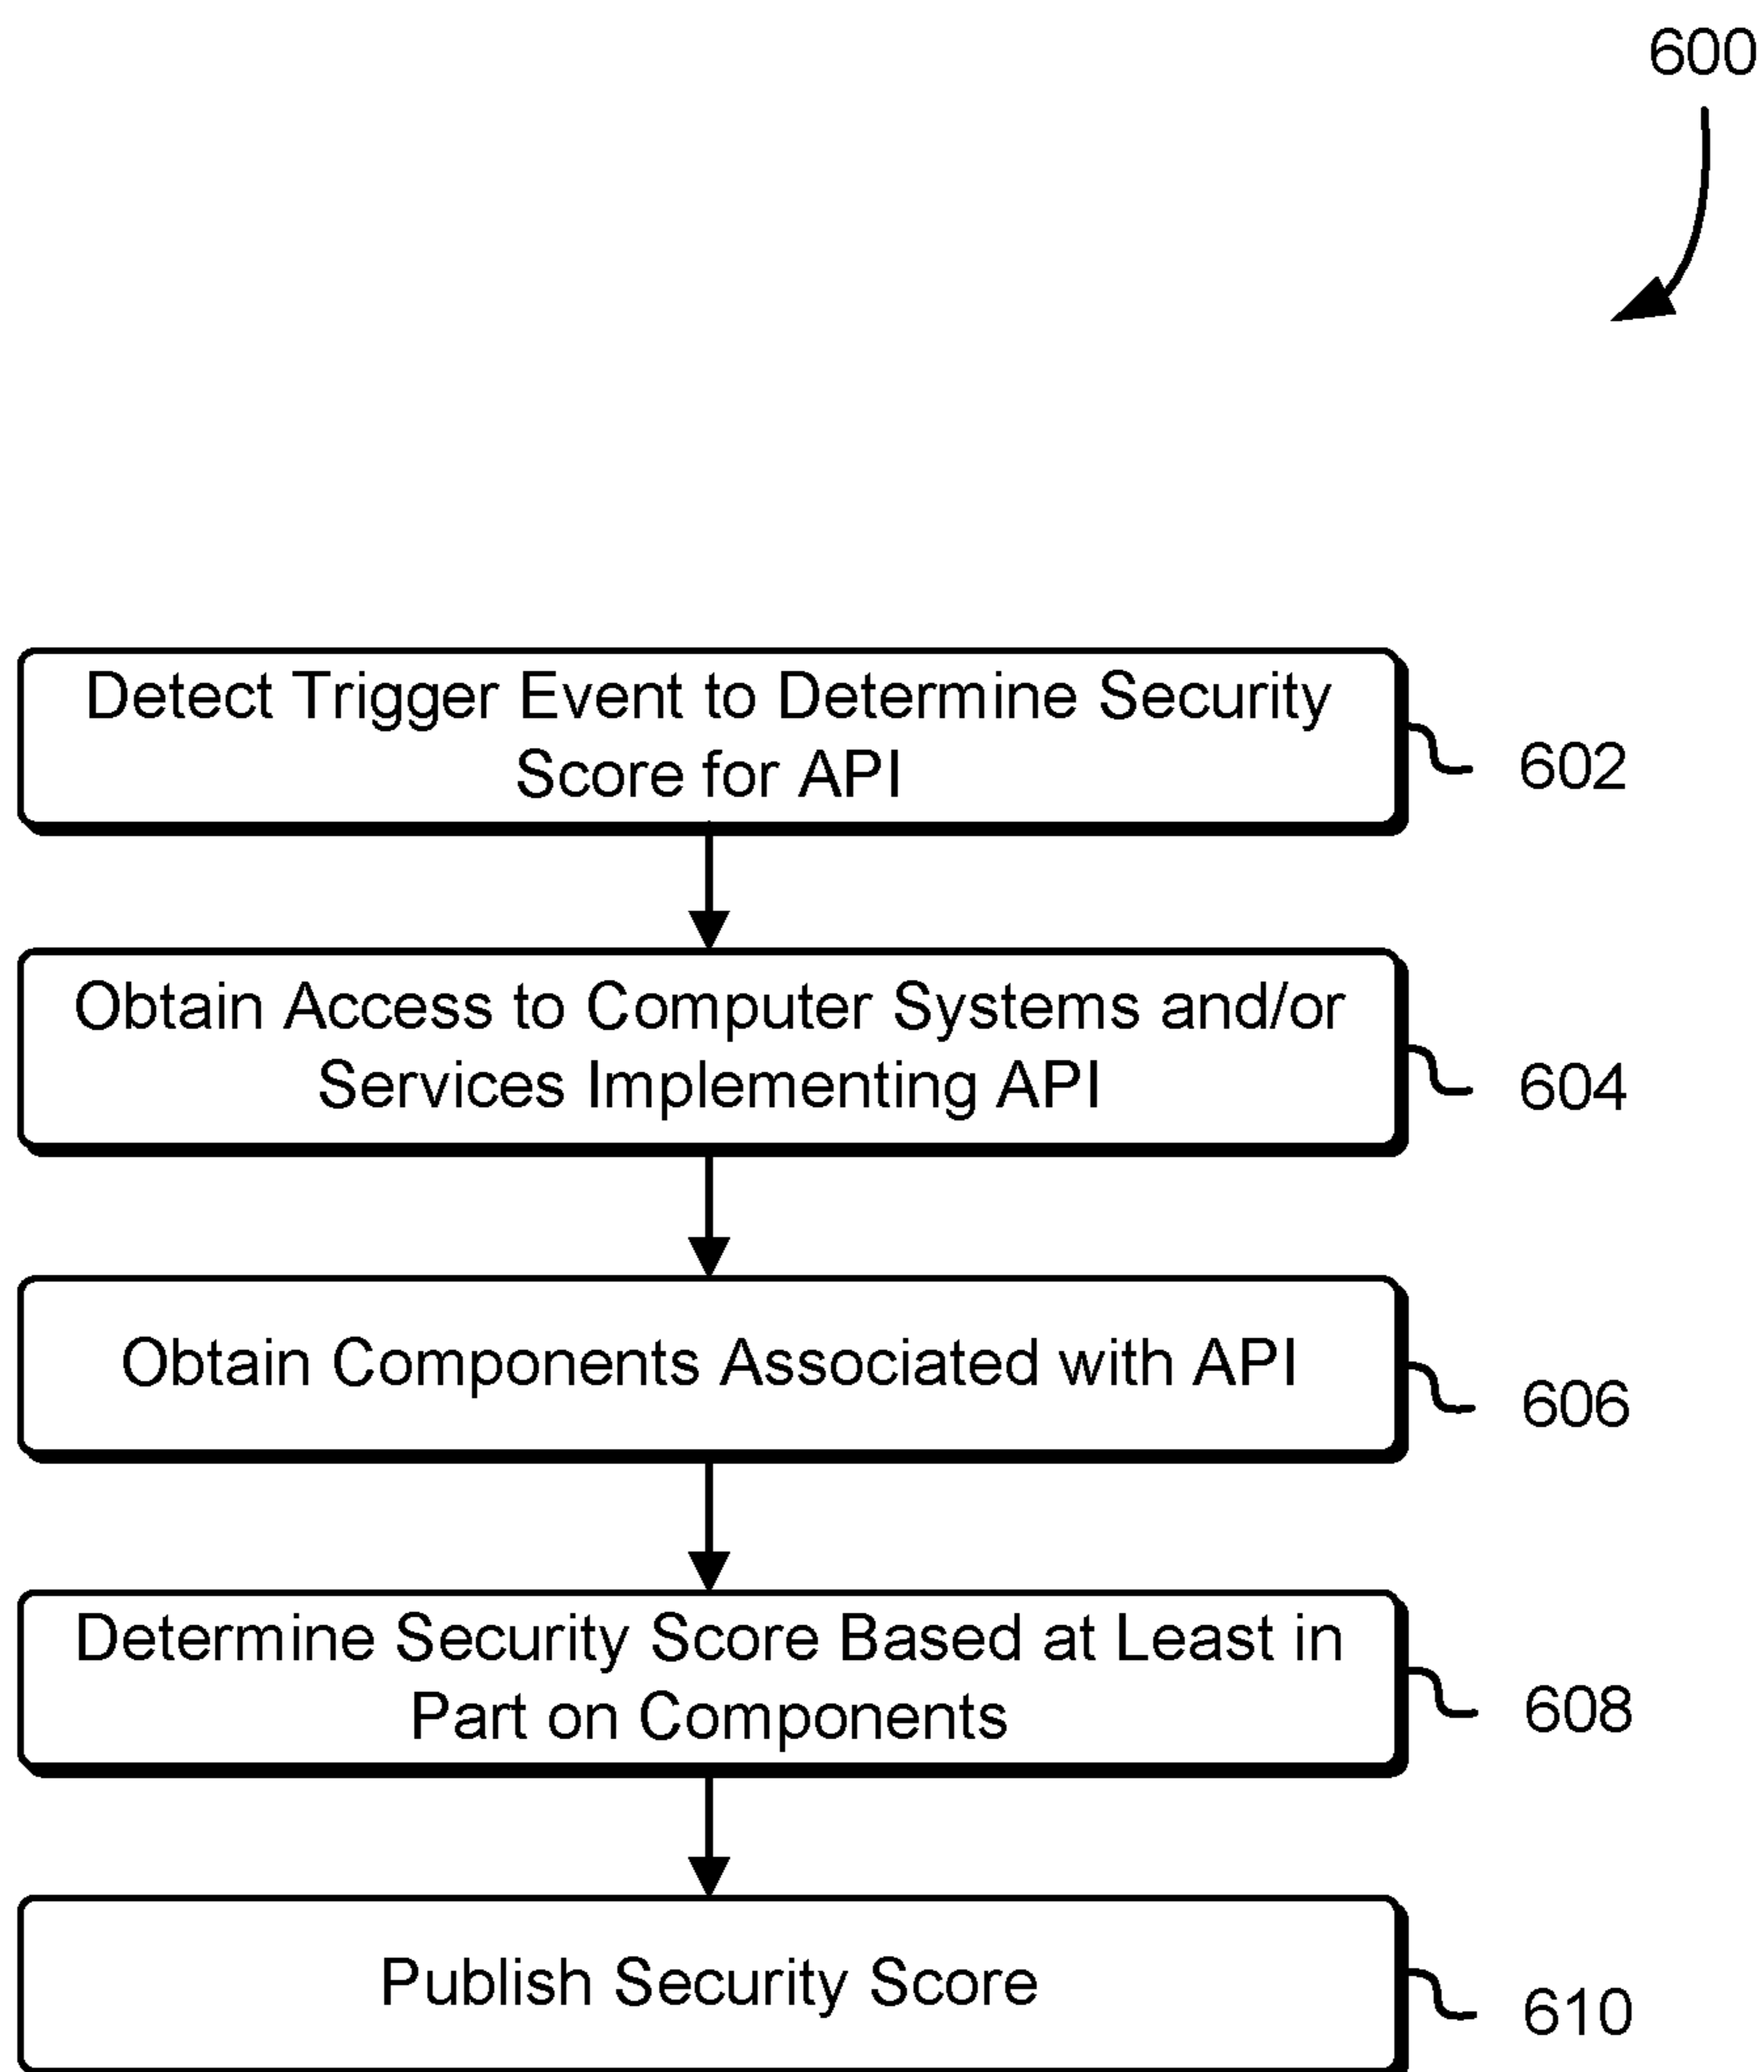 600
Detect Trigger Event to Determine Security
Score for API
602
Obtain Access to Computer Systems and/or
Services Implementing API
604
Obtain Components Associated with API
606
Determine Security Score Based at Least in
Part on Components
608
Publish Security Score
610